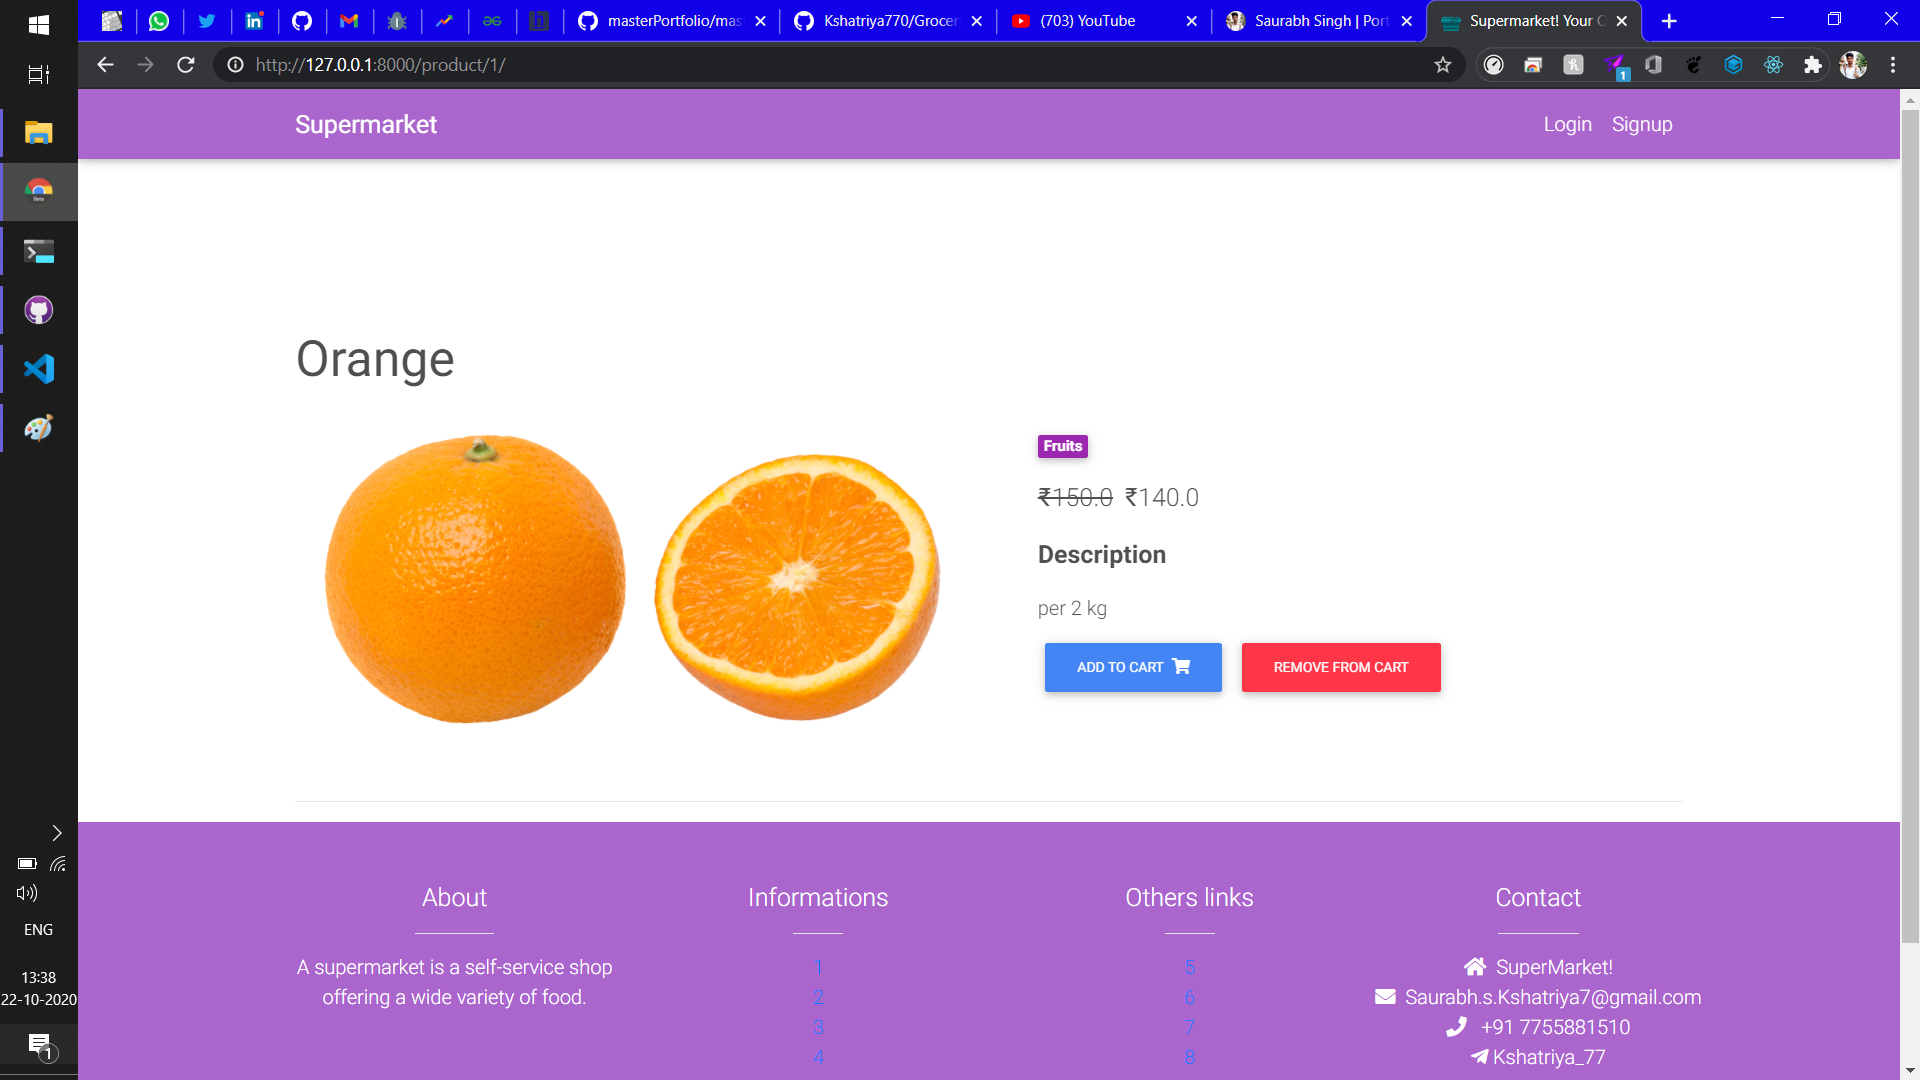 masterPortfolio/mas
Kshatriya770/Grocer
(703) YouTube
Saurabh Singh | Port
Supermarket! Your
http://127.0.0.1:8000/product/1/
1
Supermarket
Login
Signup
Orange
Fruits
₹150.0 ₹140.0
Description
per 2 kg
ADD TO CART
REMOVE FROM CART
About
A supermarket is a self-service shop
offering a wide variety of food.
Informations
1
2
3
4
Others links
5
6
7
8
Contact
SuperMarket!
Saurabh.s.Kshatriya7@gmail.com
+91 7755881510
Kshatriya_77
Beta
ENG
13:38
22-10-2020
1